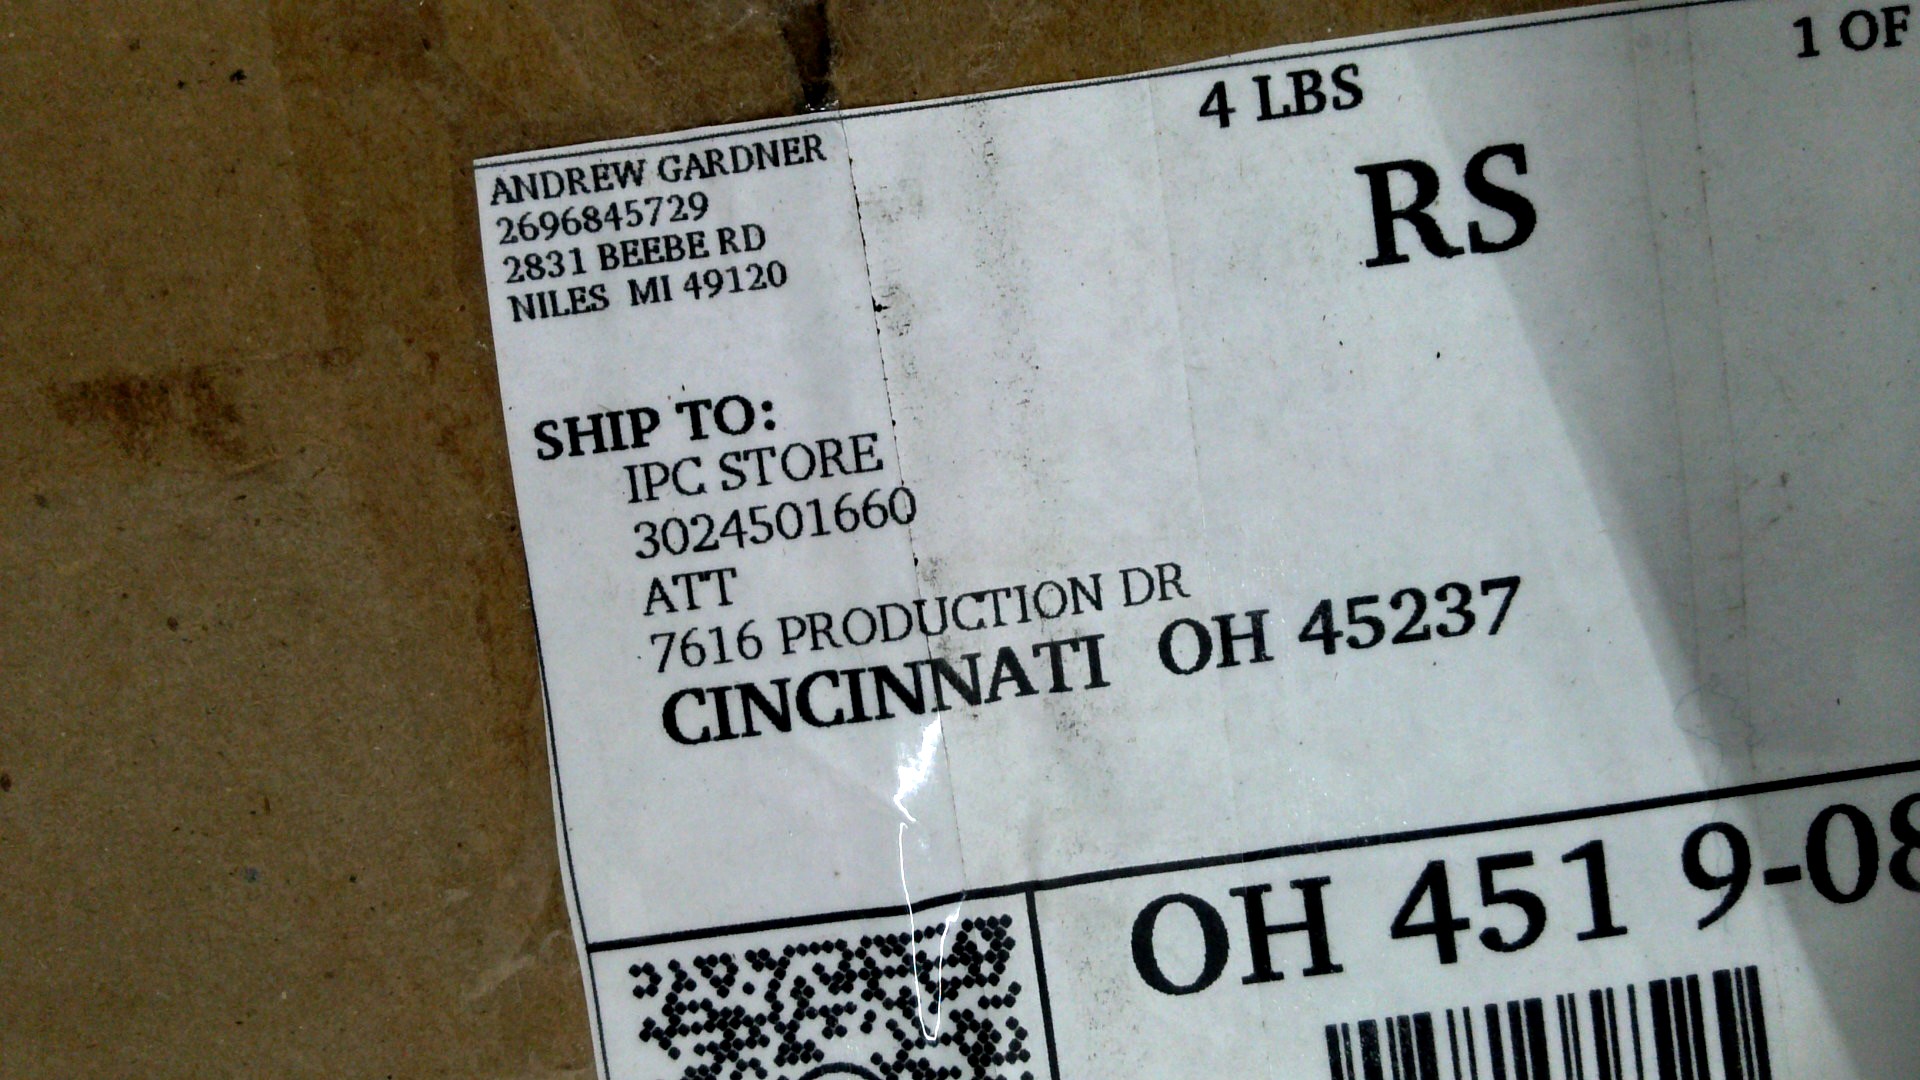 ANDREW GARDNER
2696845729
2831 BEEBE RD
NILES MI 49120
4 LBS
1 OF
RS
SHIP TO:
IPC STORE
3024501660
ATT
7616 PRODUCTION DR
CINCINNATI OH 45237
OH 451 9-08